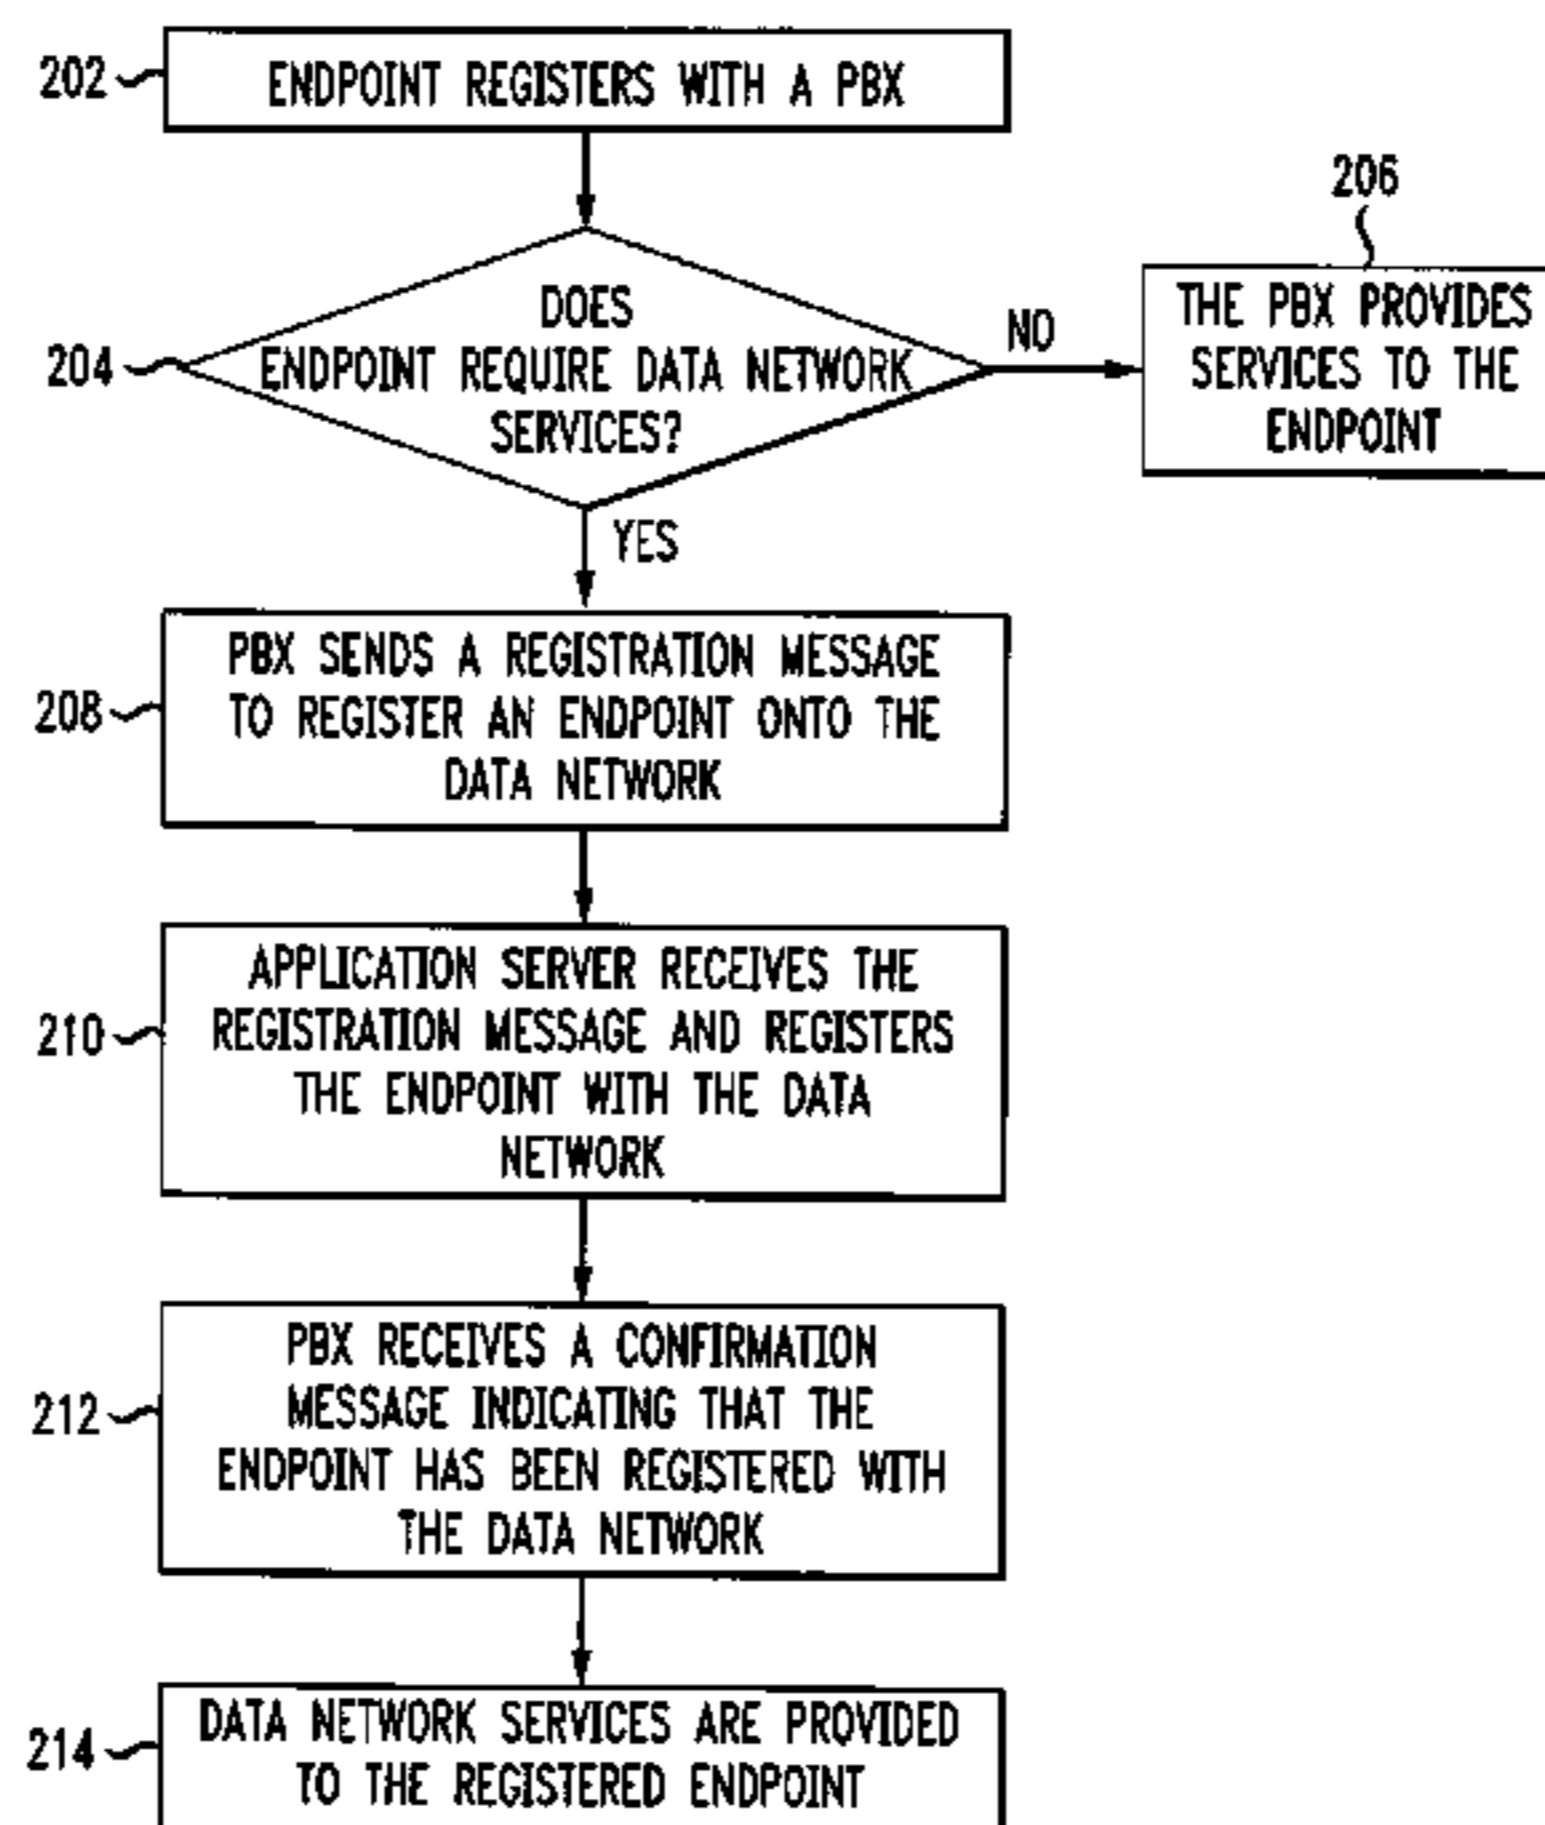 202
ENDPOINT REGISTERS WITH A PBX
206
204
DOES
ENDPOINT REQUIRE DATA NETWORK
SERVICES?
NO
THE PBX PROVIDES
SERVICES TO THE
ENDPOINT
YES
208
PBX SENDS A REGISTRATION MESSAGE
TO REGISTER AN ENDPOINT ONTO THE
DATA NETWORK
210
APPLICATION SERVER RECEIVES THE
REGISTRATION MESSAGE AND REGISTERS
THE ENDPOINT WITH THE DATA
NETWORK
212
PBX RECEIVES A CONFIRMATION
MESSAGE INDICATING THAT THE
ENDPOINT HAS BEEN REGISTERED WITH
THE DATA NETWORK
214
DATA NETWORK SERVICES ARE PROVIDED
TO THE REGISTERED ENDPOINT